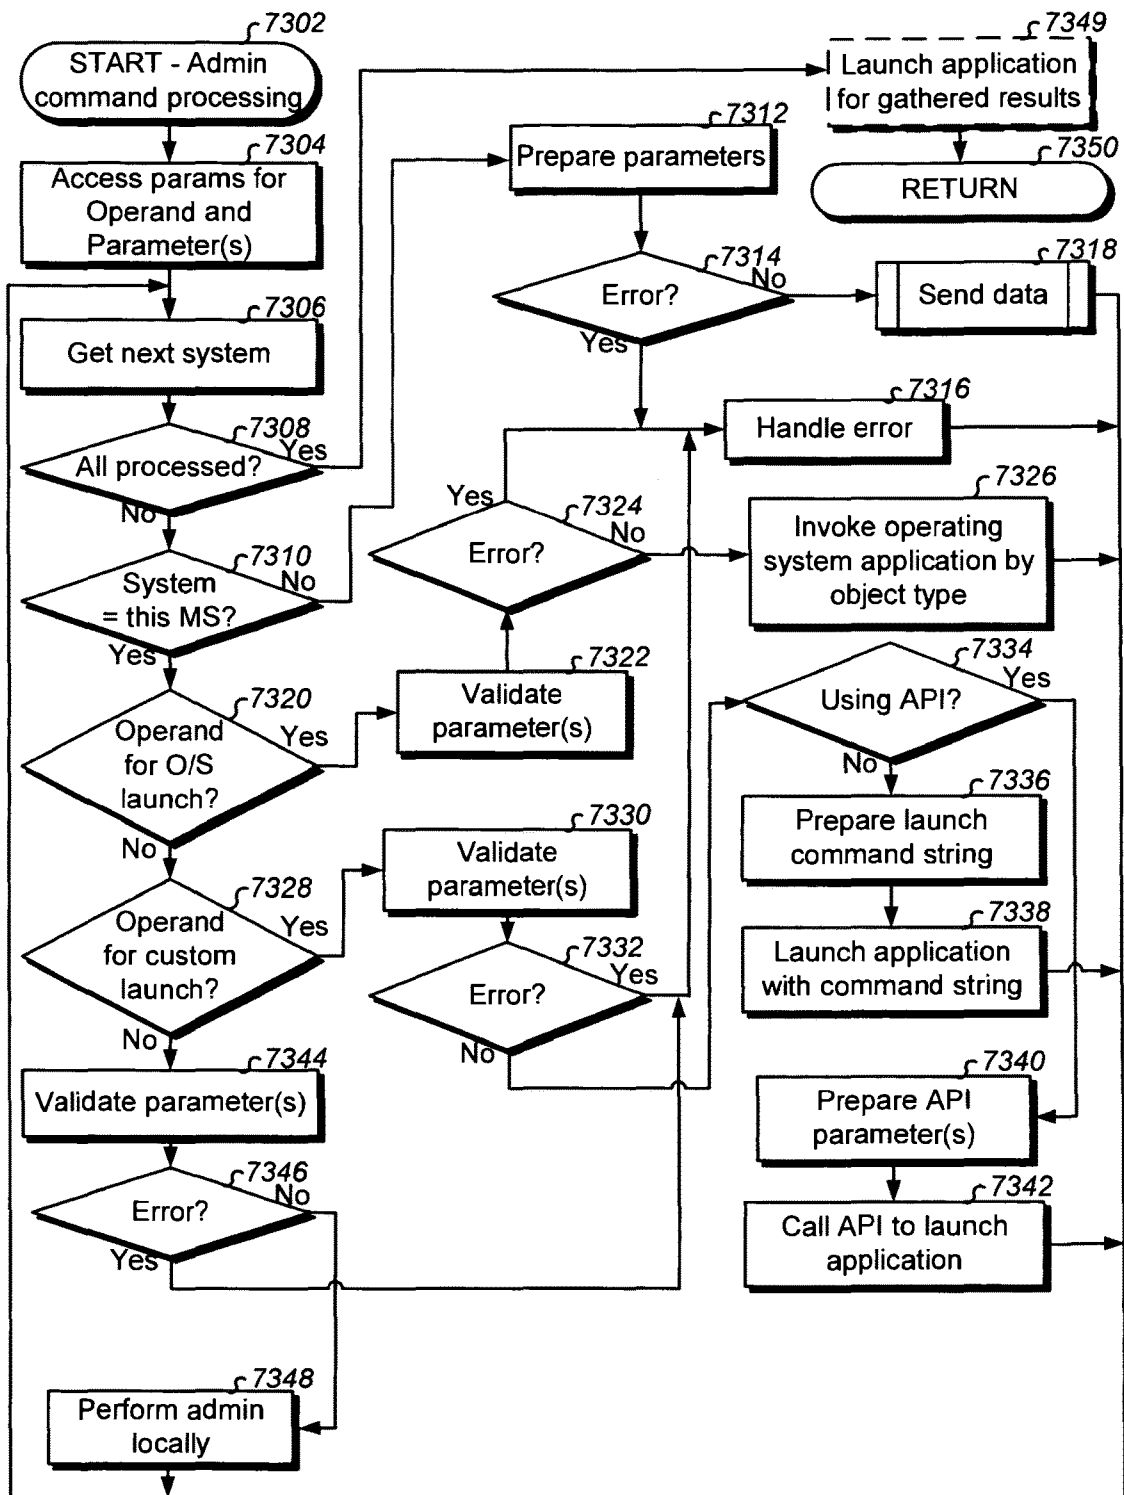 7302
START - Admin
command processing
7304
Access params for
Operand and
Parameter(s)
7306
Get next system
7308
All processed?
Yes
No
7310
System
= this MS?
No
Yes
7320
Operand
for O/S
launch?
Yes
No
7328
Operand
for custom
launch?
Yes
No
7344
Validate parameter(s)
7346
Error?
No
Yes
7348
Perform admin
locally
7312
Prepare parameters
7314
Error?
No
Yes
7318
Send data
7316
Handle error
7322
Validate
parameter(s)
7324
Error?
Yes
No
7326
Invoke operating
system application by
object type
7330
Validate
parameter(s)
7332
Error?
Yes
No
7334
Using API?
Yes
No
7336
Prepare launch
command string
7338
Launch application
with command string
7340
Prepare API
parameter(s)
7342
Call API to launch
application
7349
Launch application
for gathered results
7350
RETURN